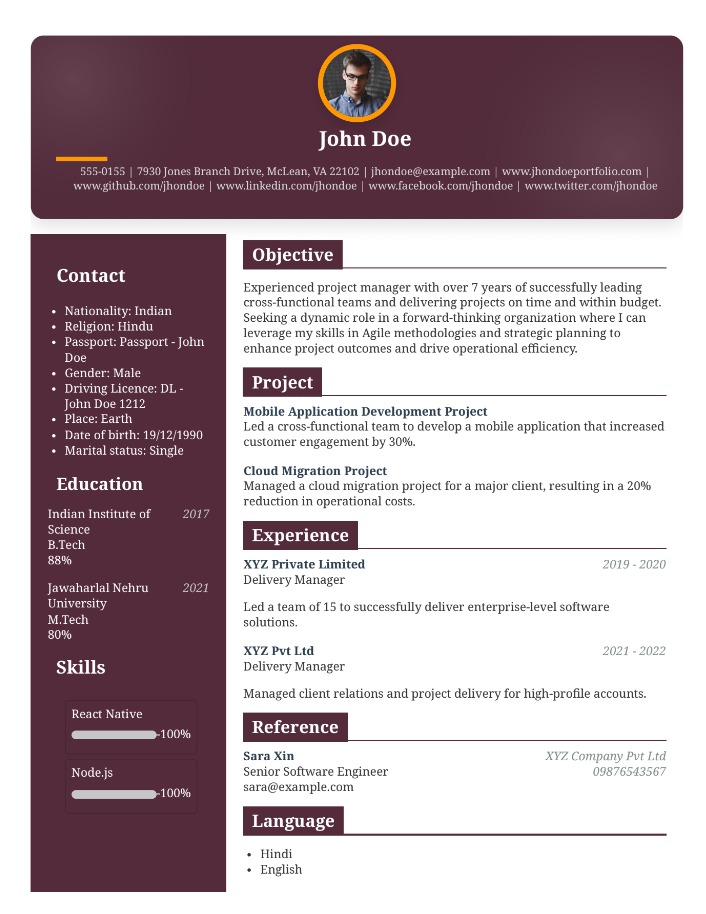 John Doe
555-0155 | 7930 Jones Branch Drive, McLean, VA 22102 | jhondoe@example.com | www.jhondoeportfolio.com |
www.github.com/jhondoe | www.linkedin.com/jhondoe | www.facebook.com/jhondoe | www.twitter.com/jhondoe
Contact
• Nationality: Indian
• Religion: Hindu
• Passport: Passport - John
Doe
• Gender: Male
• Driving Licence: DL -
John Doe 1212
• Place: Earth
• Date of birth: 19/12/1990
• Marital status: Single
Education
Indian Institute of 2017
Science
B.Tech
88%
Jawaharlal Nehru 2021
University
M.Tech
80%
Skills
React Native
100%
Node.js
100%
Objective
Experienced project manager with over 7 years of successfully leading
cross-functional teams and delivering projects on time and within budget.
Seeking a dynamic role in a forward-thinking organization where I can
leverage my skills in Agile methodologies and strategic planning to
enhance project outcomes and drive operational efficiency.
Project
Mobile Application Development Project
Led a cross-functional team to develop a mobile application that increased
customer engagement by 30%.
Cloud Migration Project
Managed a cloud migration project for a major client, resulting in a 20%
reduction in operational costs.
Experience
XYZ Private Limited 2019 - 2020
Delivery Manager
Led a team of 15 to successfully deliver enterprise-level software
solutions.
XYZ Pvt Ltd 2021 - 2022
Delivery Manager
Managed client relations and project delivery for high-profile accounts.
Reference
Sara Xin XYZ Company Pvt Ltd
Senior Software Engineer 09876543567
sara@example.com
Language
• Hindi
• English